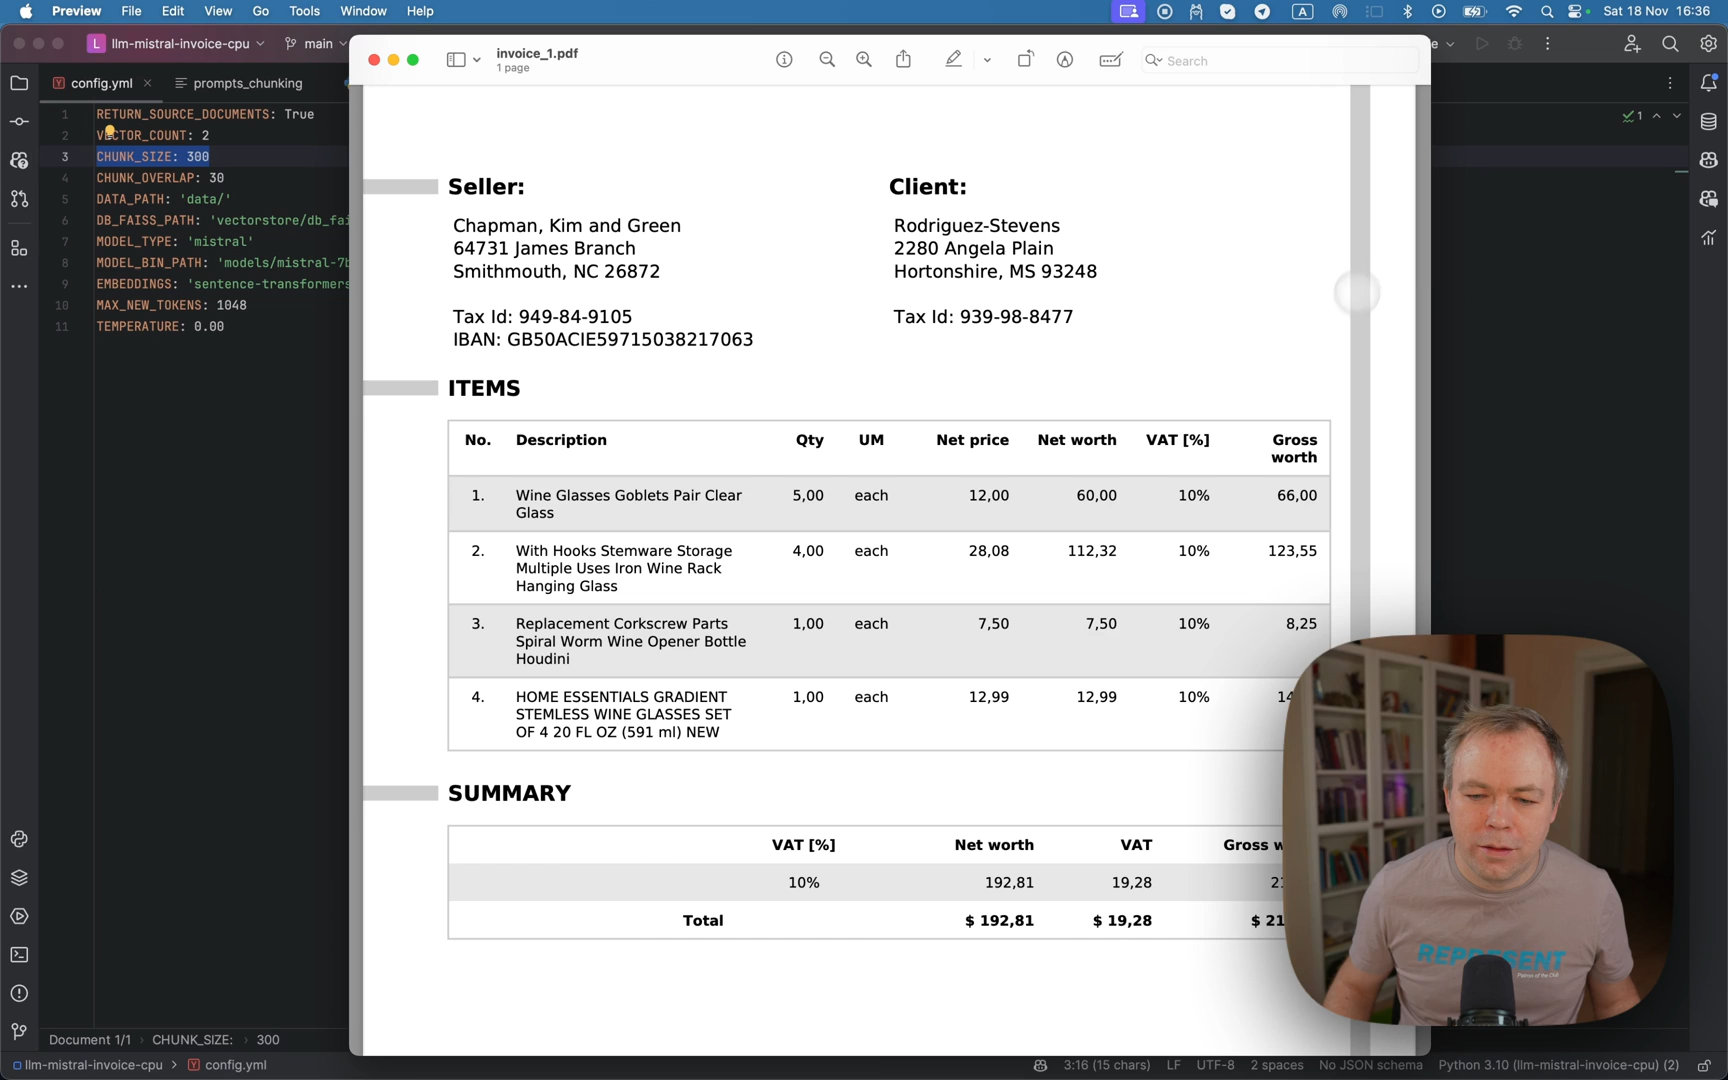 Preview File Edit View Go Tools Window Help
A
Sat 18 Nov 16:36
L llm-mistral-invoice-cpu main
invoice_1.pdf
1 page
Search
config.yml
prompts_chunking
1 RETURN_SOURCE_DOCUMENTS: True
2 VECTOR_COUNT: 2
3 CHUNK_SIZE: 300
4 CHUNK_OVERLAP: 30
5 DATA_PATH: 'data/'
6 DB_FAISS_PATH: 'vectorstore/db_fai
7 MODEL_TYPE: 'mistral'
8 MODEL_BIN_PATH: 'models/mistral-7b
9 EMBEDDINGS: 'sentence-transformers
10 MAX_NEW_TOKENS: 1048
11 TEMPERATURE: 0.00
1
Seller:
Chapman, Kim and Green
64731 James Branch
Smithmouth, NC 26872
Tax Id: 949-84-9105
IBAN: GB50ACIE59715038217063
Client:
Rodriguez-Stevens
2280 Angela Plain
Hortonshire, MS 93248
Tax Id: 939-98-8477
ITEMS
No. Description Qty UM Net price Net worth VAT [%] Gross worth
1. Wine Glasses Goblets Pair Clear 5,00 each 12,00 60,00 10% 66,00
Glass
2. With Hooks Stemware Storage 4,00 each 28,08 112,32 10% 123,55
Multiple Uses Iron Wine Rack
Hanging Glass
3. Replacement Corkscrew Parts 1,00 each 7,50 7,50 10% 8,25
Spiral Worm Wine Opener Bottle
Houdini
4. HOME ESSENTIALS GRADIENT 1,00 each 12,99 12,99 10% 14
STEMLESS WINE GLASSES SET
OF 4 20 FL OZ (591 ml) NEW
SUMMARY
VAT [%] Net worth VAT Gross w
10% 192,81 19,28 21
Total $ 192,81 $ 19,28 $ 21
REPRESENT
Document 1/1 CHUNK_SIZE: 300
llm-mistral-invoice-cpu config.yml
3:16 (15 chars) LF UTF-8 2 spaces No JSON schema Python 3.10 (llm-mistral-invoice-cpu) (2)